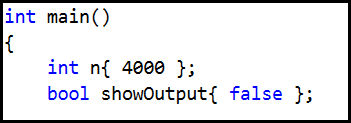 int main()
{
    int n{ 4000 };
    bool showOutput{ false };